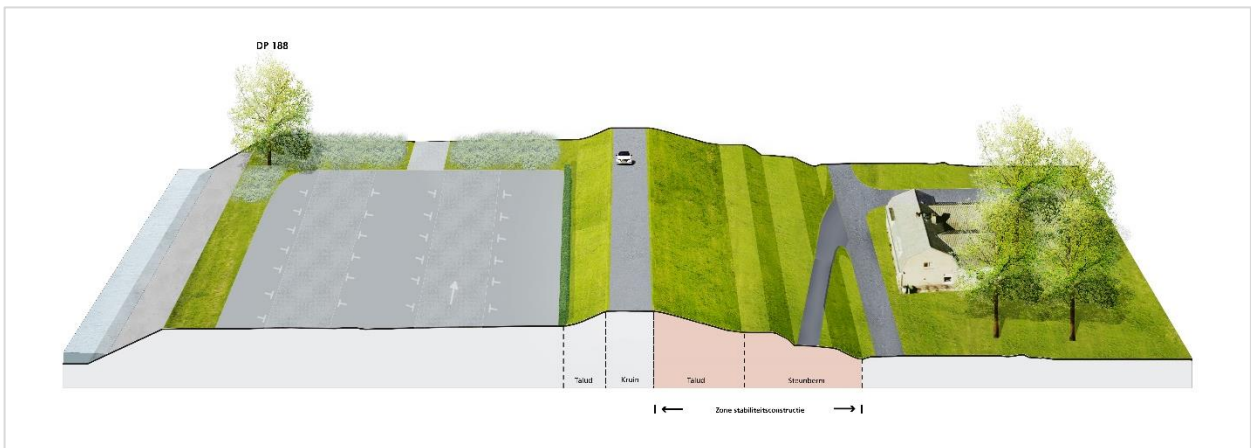 DP 188
Talud
Kruin
Talud
Steunberm
Zone stabiliteitsconstructie